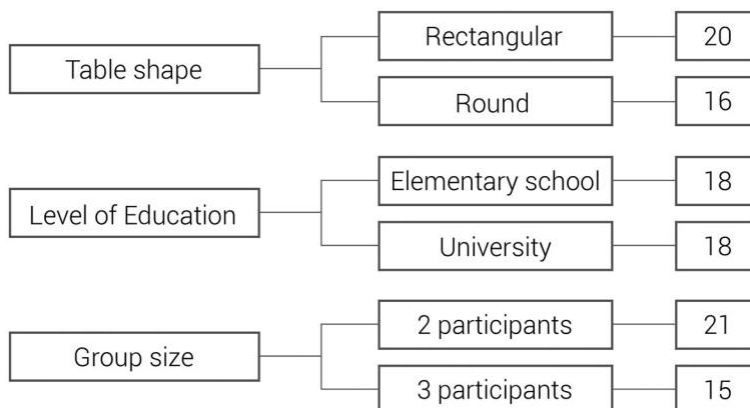 Table shape
Rectangular 20
Round 16
Level of Education
Elementary school 18
University 18
Group size
2 participants 21
3 participants 15